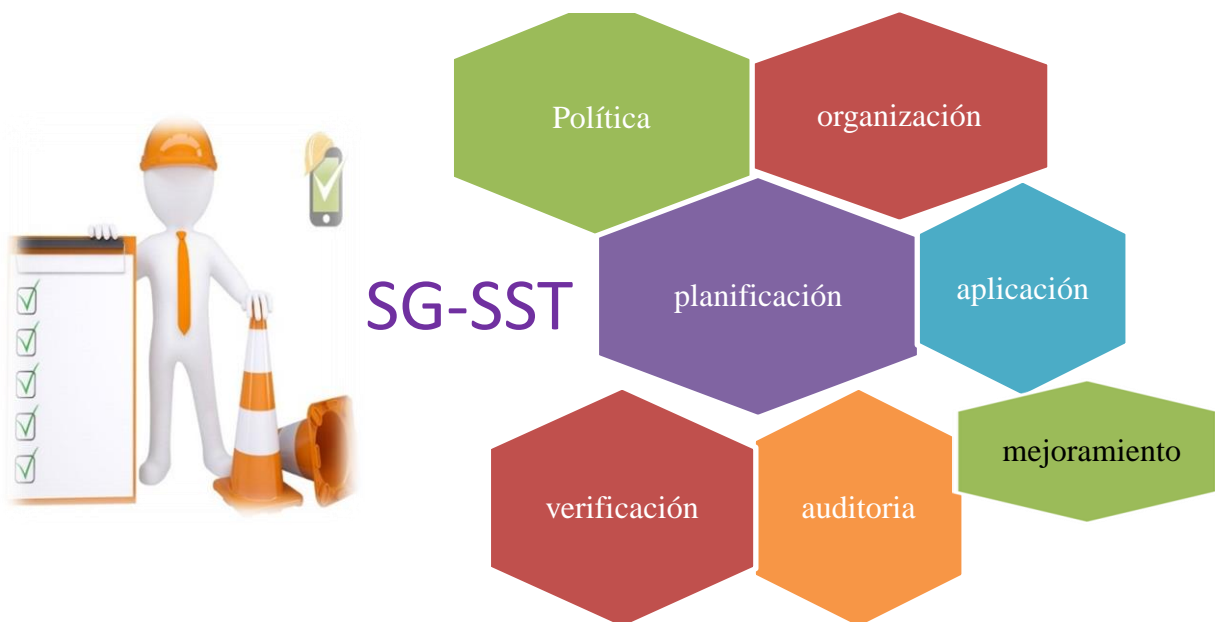 Política
organización
SG-SST
planificación
aplicación
mejoramiento
verificación
auditoria